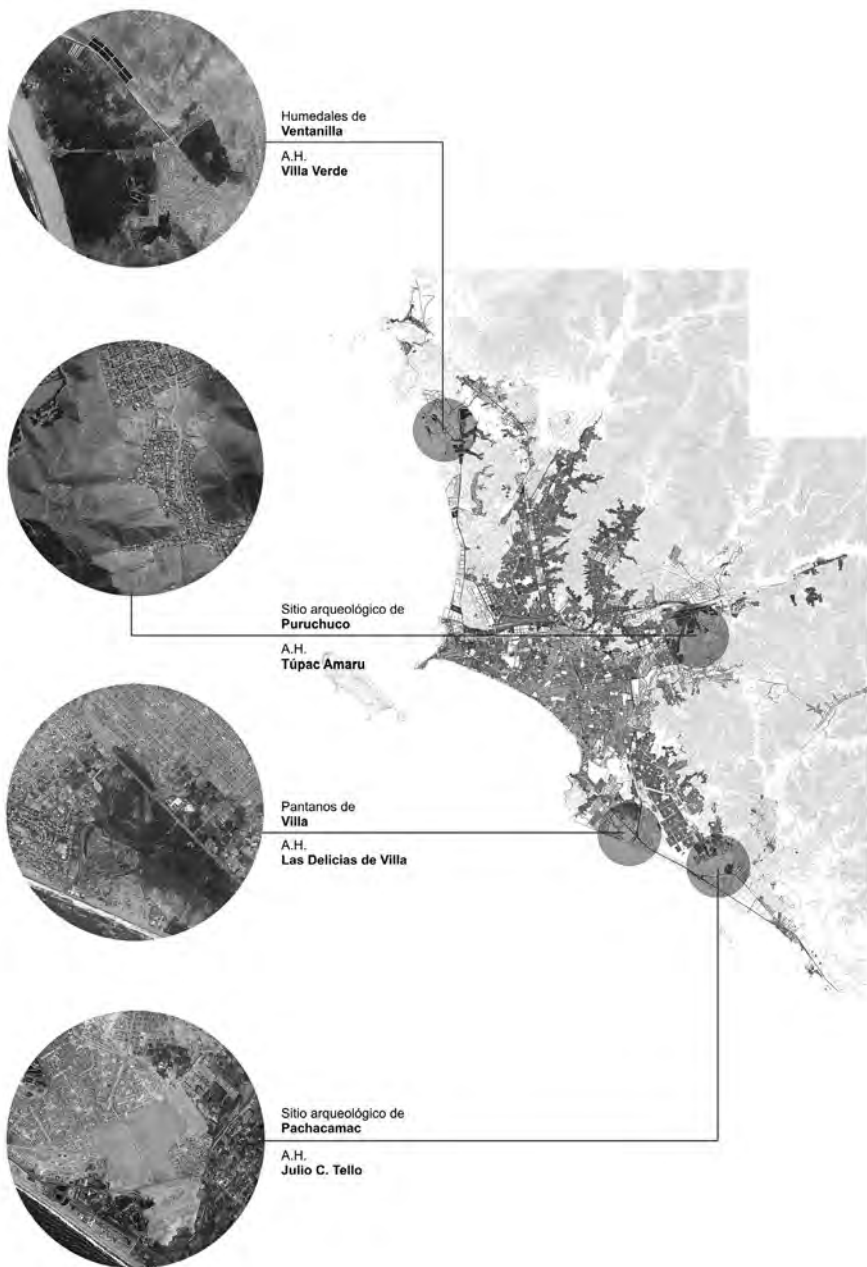 Humedales de
Ventanilla
A.H.
Villa Verde
Sitio arqueológico de
Puruchuco
A.H.
Túpac Amaru
Pantanos de
Villa
A.H.
Las Delicias de Villa
Sitio arqueológico de
Pachacamac
A.H.
Julio C. Tello